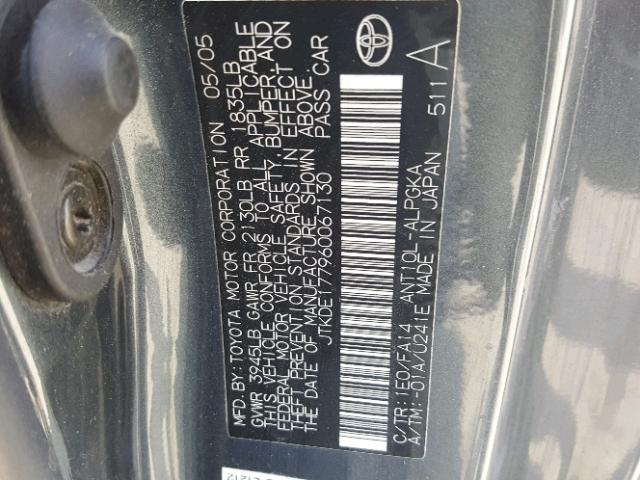 MFD.BY:TOYOTA MOTOR CORPORATION 05/05
GVWR 3945LB GAWR FR 2130LB RR 1835LB
THIS VEHICLE CONFORMS TO ALL APPLICABLE
FEDERAL MOTOR VEHICLE SAFETY, BUMPER, AND
THEFT PREVENTION STANDARDS IN EFFECT ON
THE DATE OF MANUFACTURE SHOWN ABOVE.
JTKDE177960067130 PASS CAR
C/TR:1E0/FA14 ANT10L-ALPGKA
A/TM:-01A/U241E MADE IN JAPAN 511 A
21212